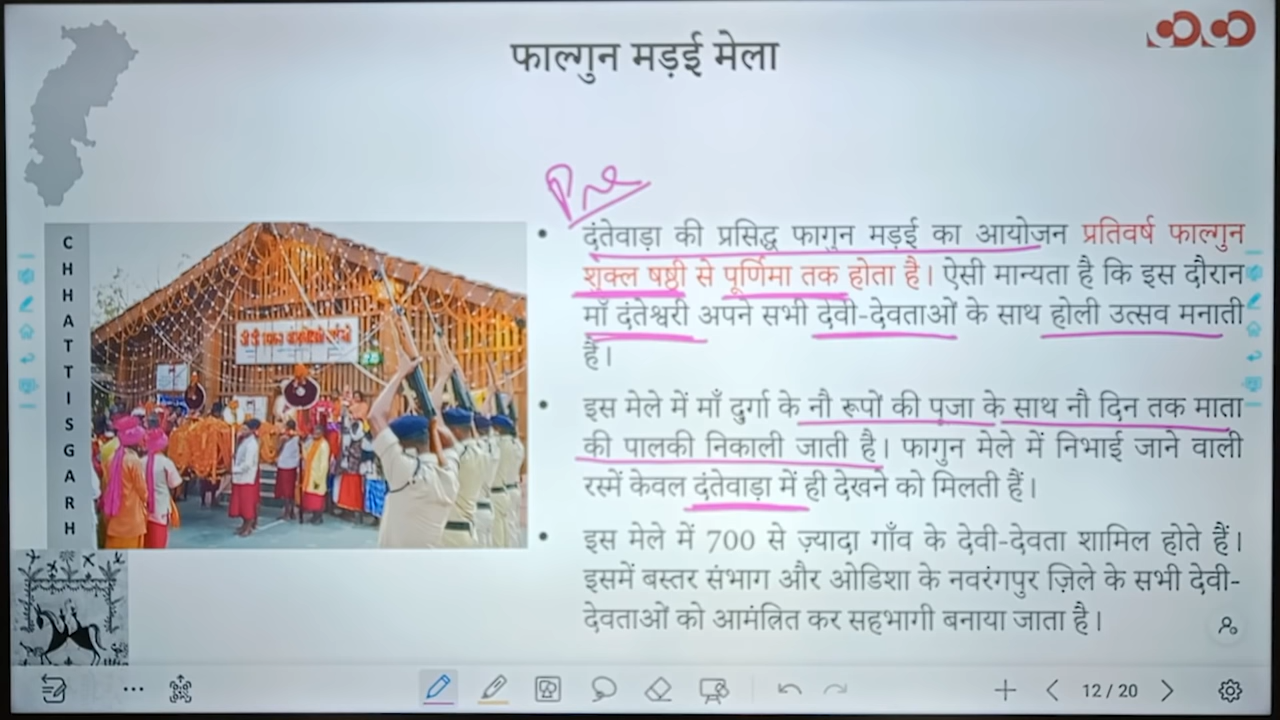 फाल्गुन मड़ई मेला
Pre
• दंतेवाड़ा की प्रसिद्ध फागुन मड़ई का आयोजन प्रतिवर्ष फाल्गुन
शुक्ल षष्ठी से पूर्णिमा तक होता है। ऐसी मान्यता है कि इस दौरान
माँ दंतेश्वरी अपने सभी देवी-देवताओं के साथ होली उत्सव मनाती
हैं।
• इस मेले में माँ दुर्गा के नौ रूपों की पूजा के साथ नौ दिन तक माता
की पालकी निकाली जाती है। फागुन मेले में निभाई जाने वाली
रस्में केवल दंतेवाड़ा में ही देखने को मिलती हैं।
• इस मेले में 700 से ज़्यादा गाँव के देवी-देवता शामिल होते हैं।
इसमें बस्तर संभाग और ओडिशा के नवरंगपुर ज़िले के सभी देवी-
देवताओं को आमंत्रित कर सहभागी बनाया जाता है।
CHHATTISGARH
12 / 20